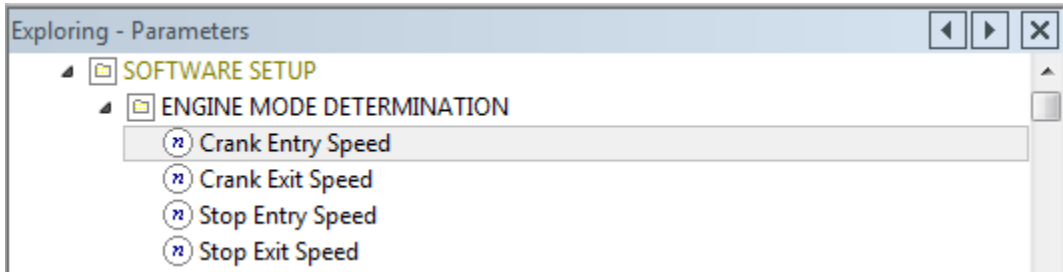 Exploring - Parameters
SOFTWARE SETUP
ENGINE MODE DETERMINATION
n Crank Entry Speed
n Crank Exit Speed
n Stop Entry Speed
n Stop Exit Speed